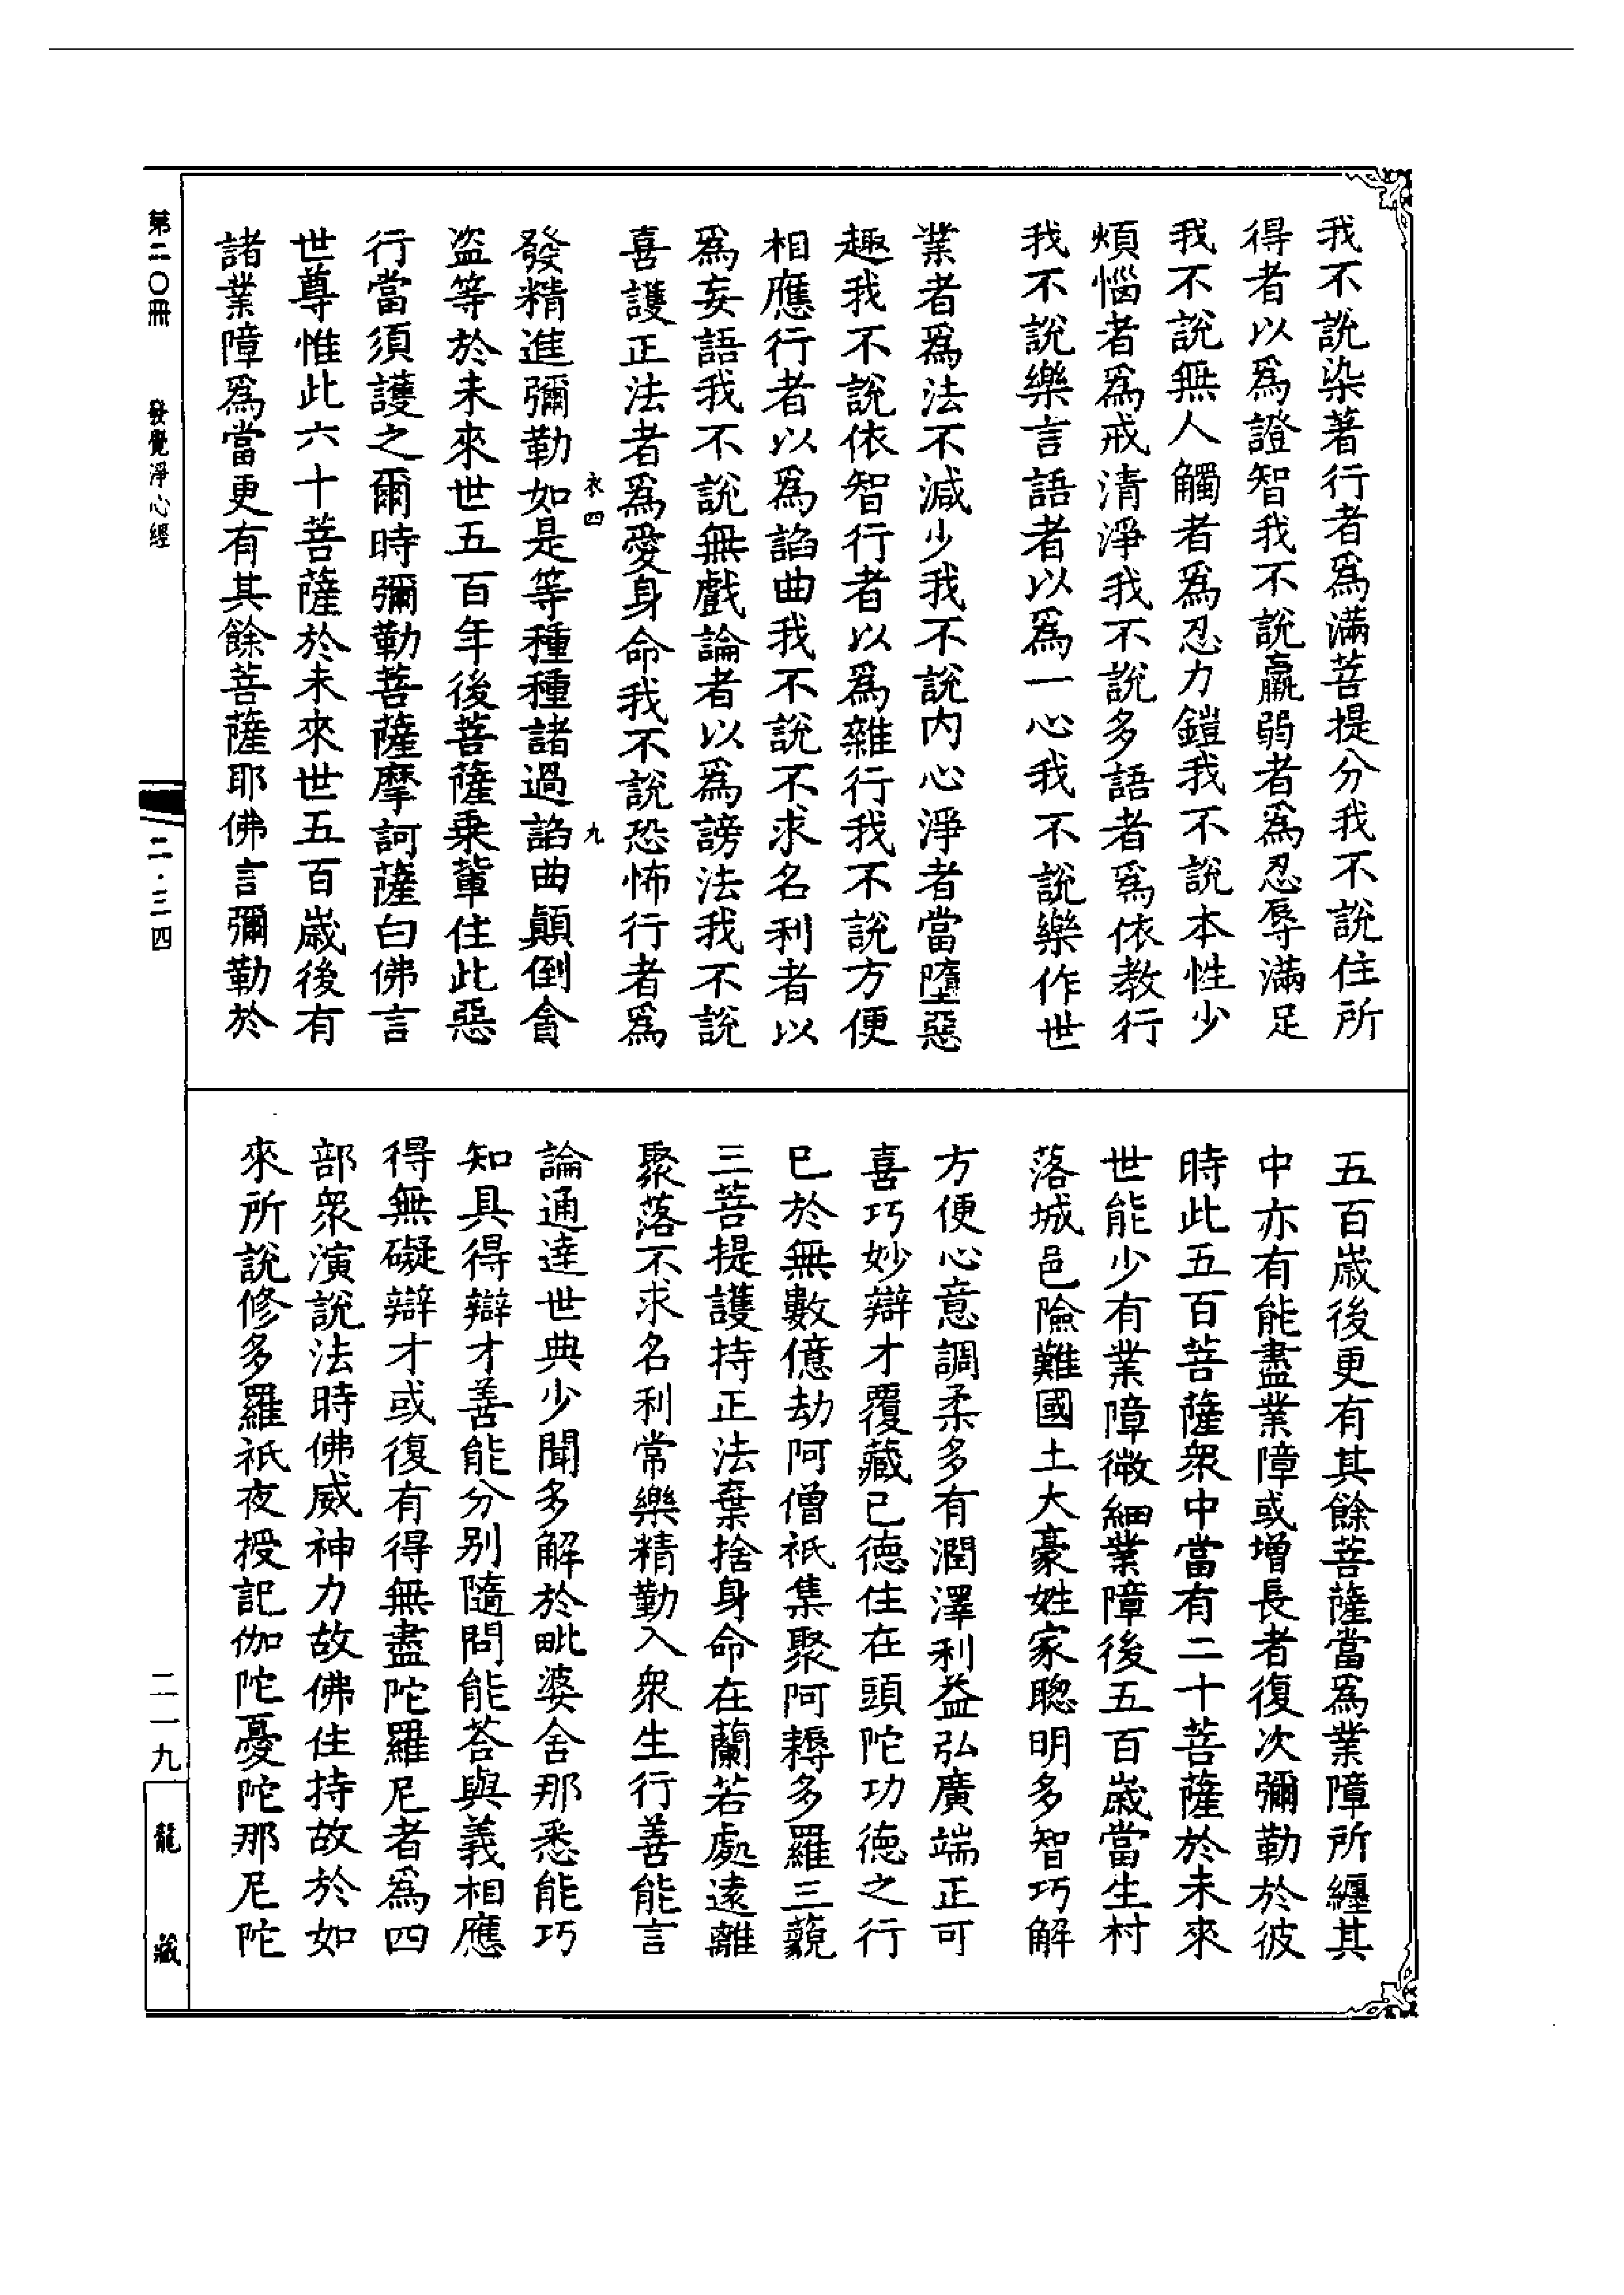 我不說染著行者爲滿菩提分我不說住所
得者以爲證智我不說羸弱者爲忍辱滿足
我不說無人觸者爲忍力鎧我不說本性少
煩惱者爲戒清淨我不說多語者爲依教行
我不說樂言語者以爲一心我不說樂作世
業者爲法不減少我不說內心淨者當墮惡
趣我不說依智行者以爲雜行我不說方便
相應行者以爲諂曲我不說不求名利者以
爲妄語我不說無戲論者以爲謗法我不說
喜護正法者爲愛身命我不說恐怖行者爲
衣四 九
發精進彌勒如是等種種諸過諂曲顛倒貪
盜等於未來世五百年後菩薩乘輩住此惡
行當須護之爾時彌勒菩薩摩訶薩白佛言
世尊惟此六十菩薩於未來世五百歲後有
諸業障爲當更有其餘菩薩耶佛言彌勒於
五百歲後更有其餘菩薩當爲業障所纏其
中亦有能盡業障或增長者復次彌勒於彼
時此五百菩薩衆中當有二十菩薩於未來
世能少有業障微細業障後五百歲當生村
落城邑險難國土大豪姓家聰明多智巧解
方便心意調柔多有潤澤利益弘廣端正可
喜巧妙辯才覆藏己德住在頭陀功德之行
已於無數億劫阿僧祇集聚阿耨多羅三藐
三菩提護持正法棄捨身命在蘭若處遠離
聚落不求名利常樂精勤入衆生行善能言
論通達世典少聞多解於毗婆舍那悉能巧
知具得辯才善能分別隨問能荅與義相應
得無礙辯才或復有得無盡陀羅尼者爲四
部衆演說法時佛威神力故佛住持故於如
來所說修多羅祇夜授記伽陀憂陀那尼陀
第二〇冊 發覺淨心經 二·三四
二一九 龍藏